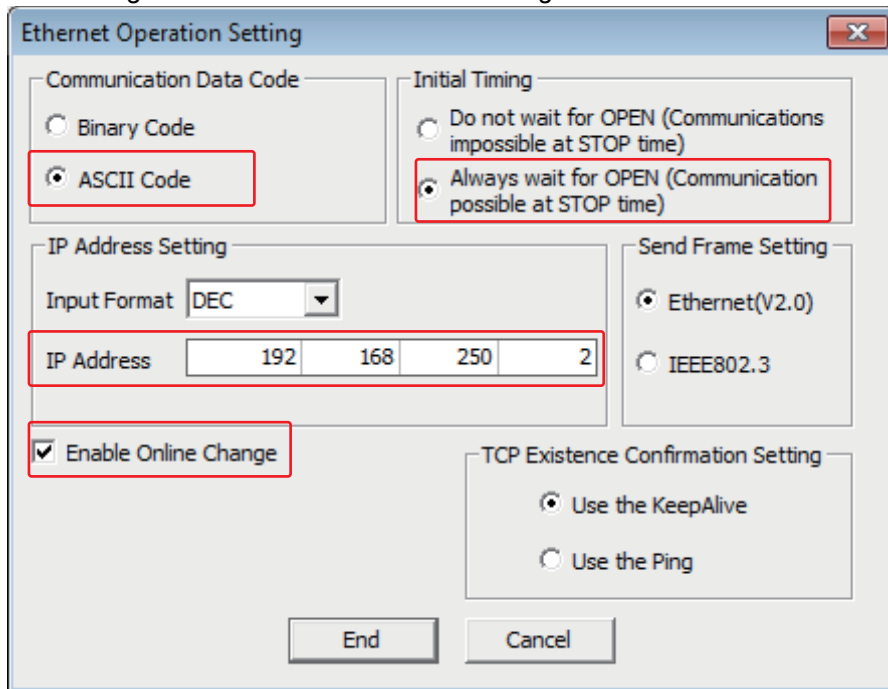 Ethernet Operation Setting
Communication Data Code
Binary Code
ASCII Code
Initial Timing
Do not wait for OPEN (Communications
impossible at STOP time)
Always wait for OPEN (Communication
possible at STOP time)
IP Address Setting
Input Format DEC
IP Address 192 168 250 2
Send Frame Setting
Ethernet(V2.0)
IEEE802.3
Enable Online Change
TCP Existence Confirmation Setting
Use the KeepAlive
Use the Ping
End Cancel